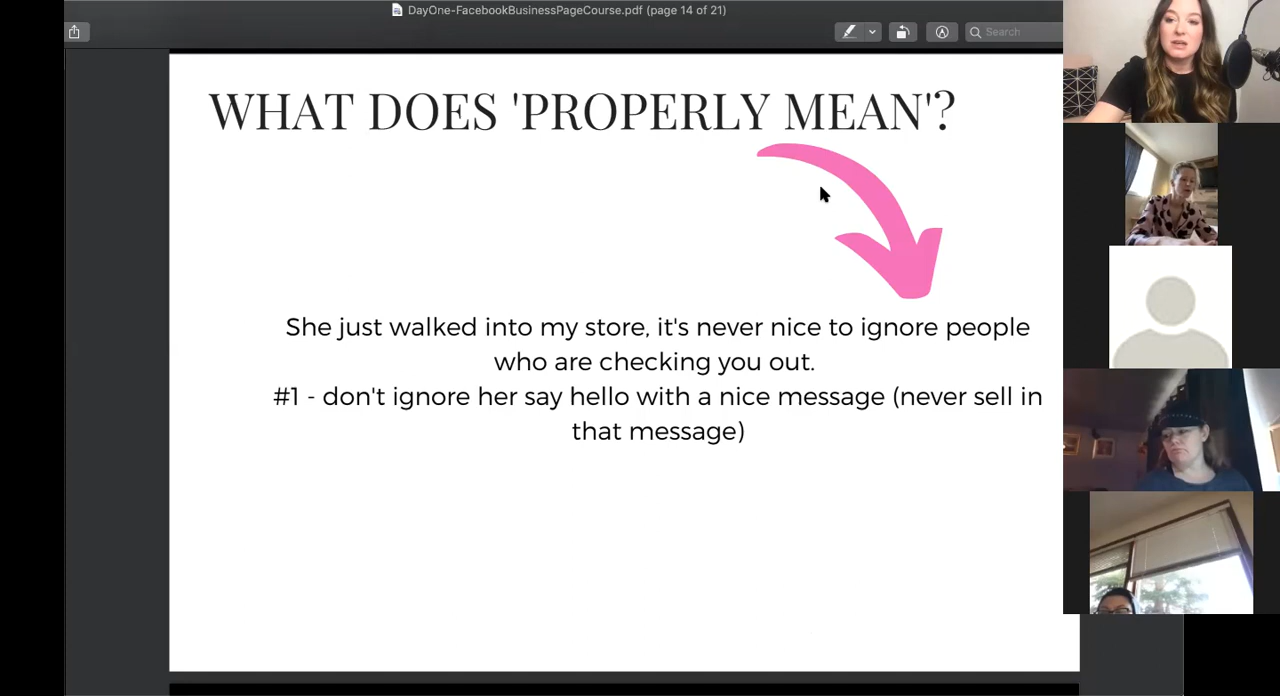 DayOne-FacebookBusinessPageCourse.pdf (page 14 of 21)
Search
WHAT DOES 'PROPERLY MEAN'?
She just walked into my store, it's never nice to ignore people
who are checking you out.
#1 - don't ignore her say hello with a nice message (never sell in
that message)